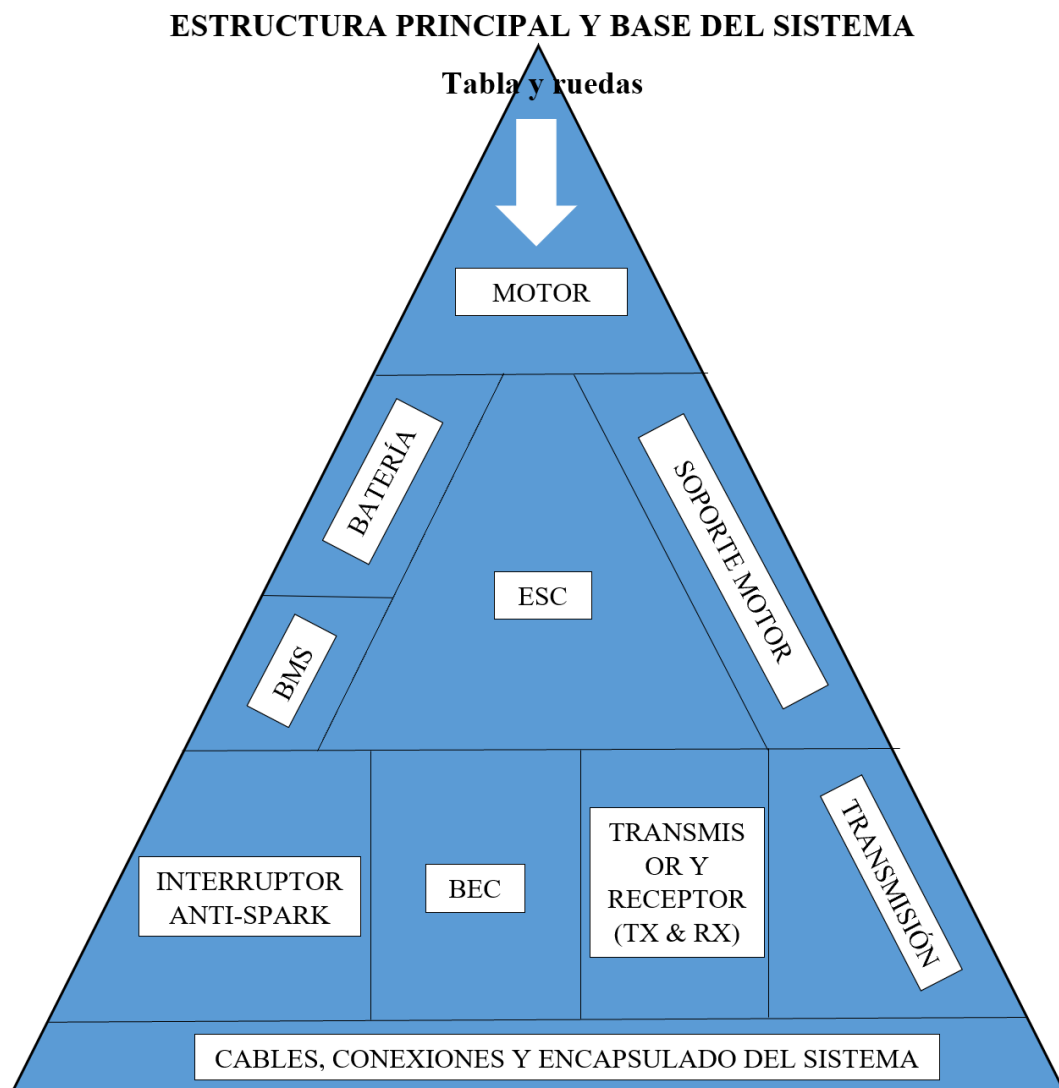 ESTRUCTURA PRINCIPAL Y BASE DEL SISTEMA
Tabla y ruedas
MOTOR
BATERÍA
SOPORTE MOTOR
ESC
BMS
INTERRUPTOR
ANTI-SPARK
BEC
TRANSMIS
OR Y
RECEPTOR
(TX & RX)
TRANSMISIÓN
CABLES, CONEXIONES Y ENCAPSULADO DEL SISTEMA